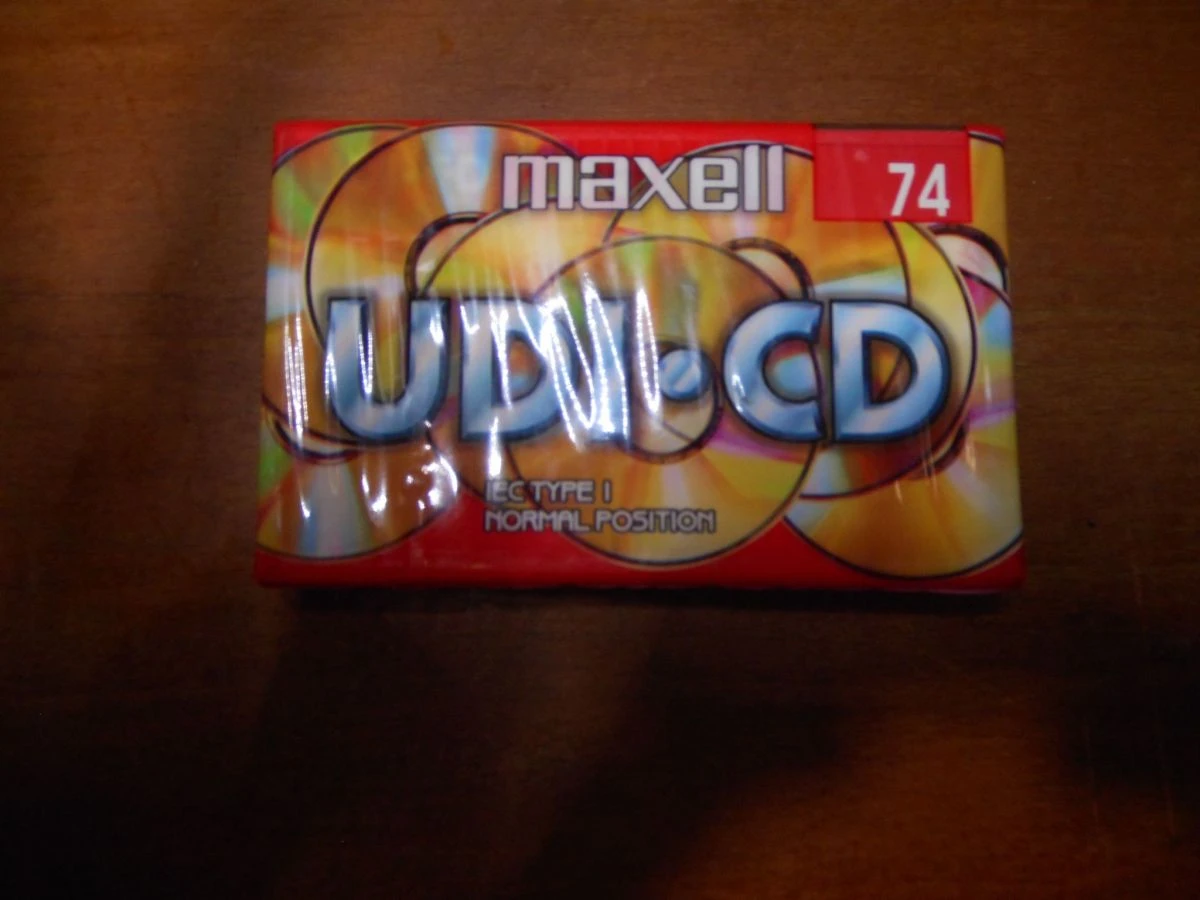 maxell
74
UDI•CD
IEC TYPE I
NORMAL POSITION